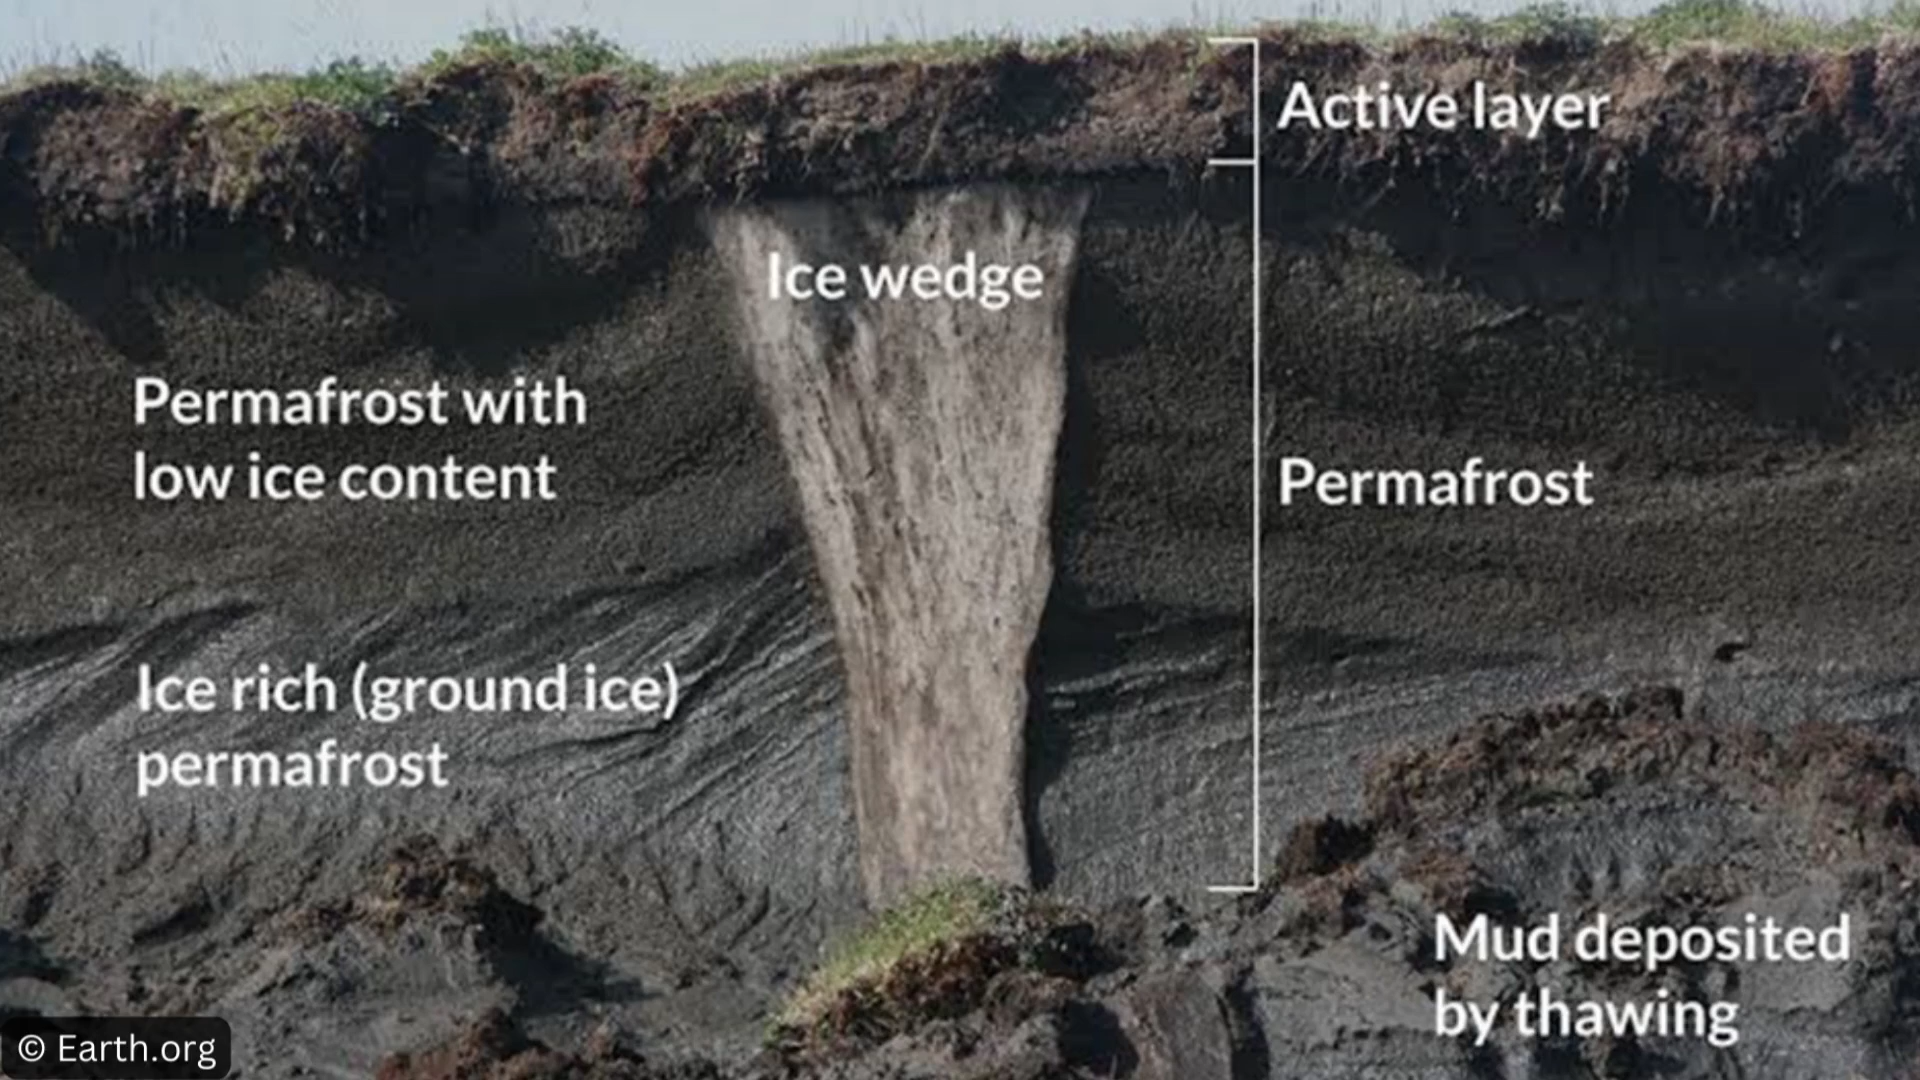 Active layer
Ice wedge
Permafrost with
low ice content
Permafrost
Ice rich (ground ice)
permafrost
Mud deposited
by thawing
© Earth.org